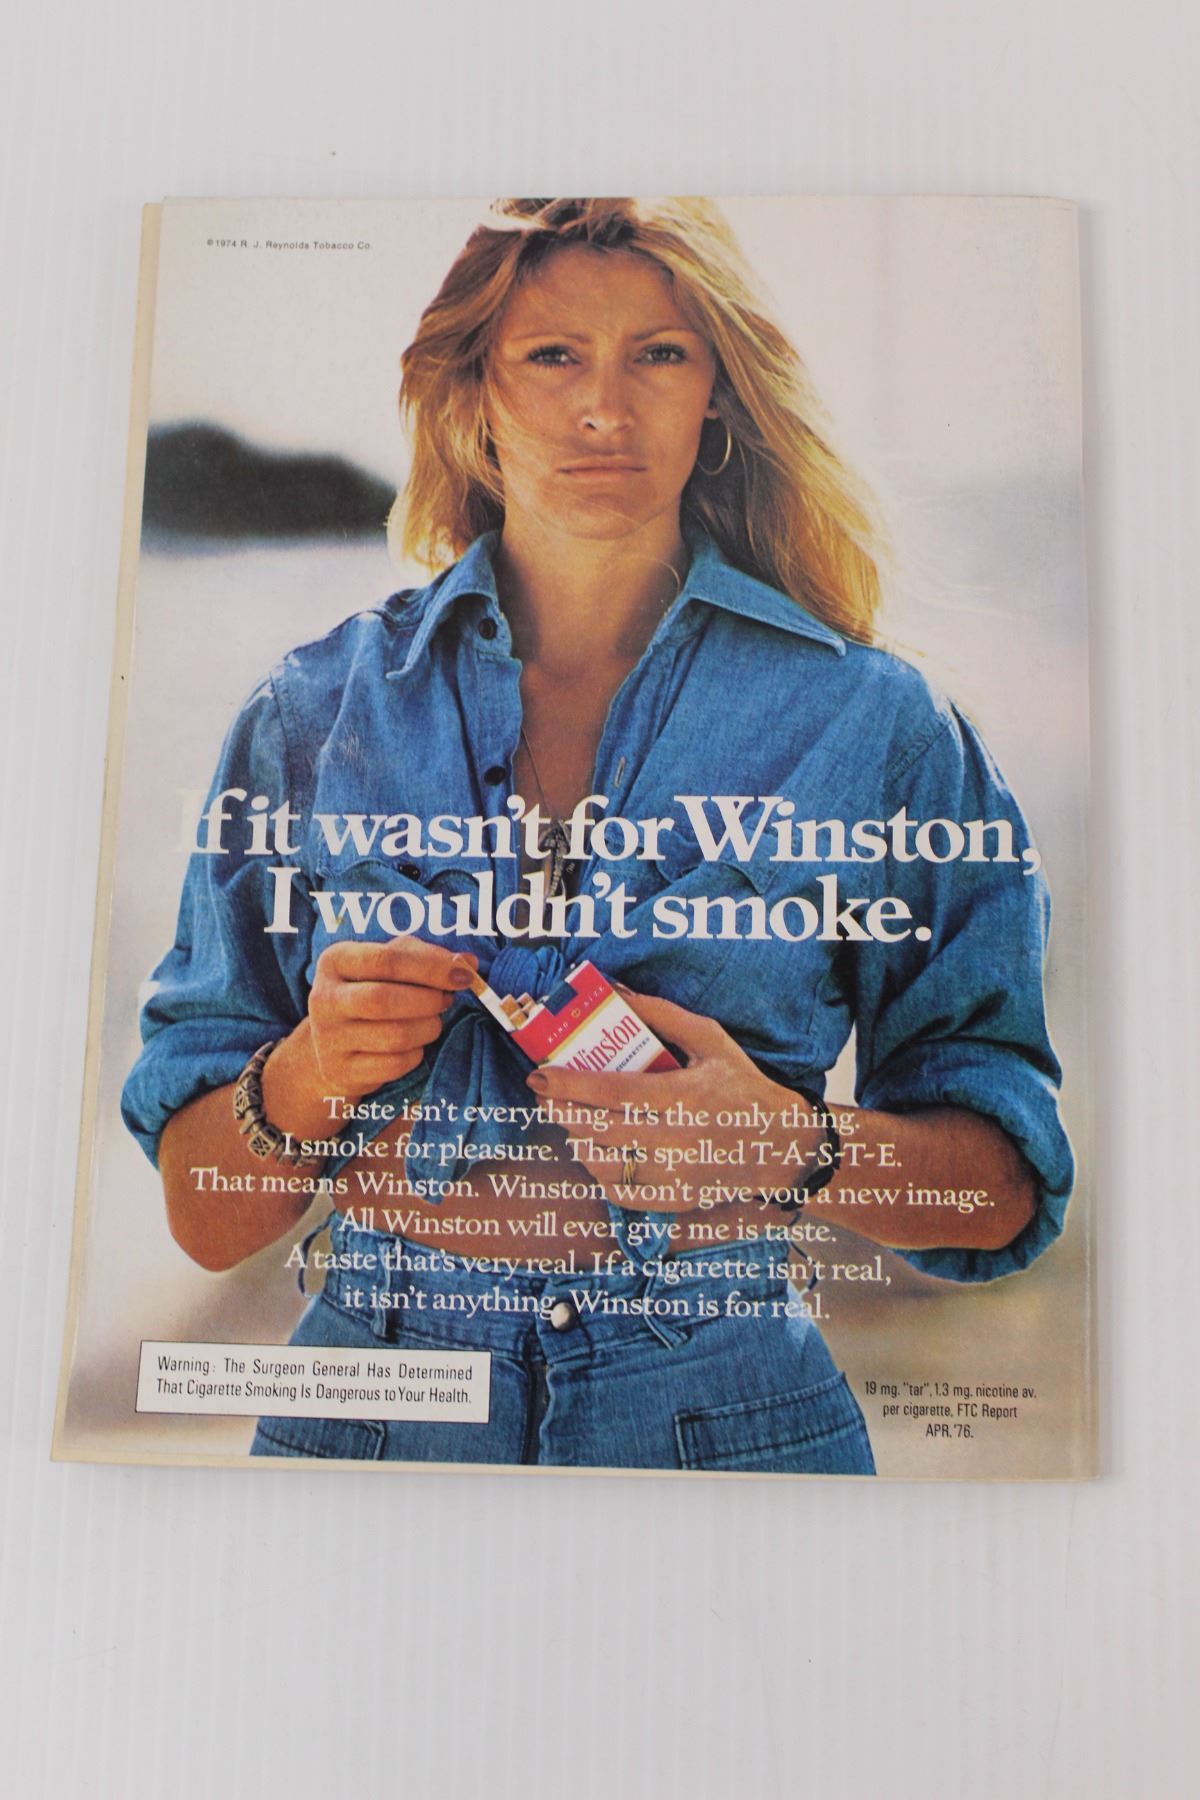 ©1974 R. J. Reynolds Tobacco Co.
If it wasn't for Winston,
I wouldn't smoke.
KING SIZE
Winston
CIGARETTES
Taste isn't everything. It's the only thing.
I smoke for pleasure. That's spelled T-A-S-T-E.
That means Winston. Winston won't give you a new image.
All Winston will ever give me is taste.
A taste that's very real. If a cigarette isn't real,
it isn't anything. Winston is for real.
Warning: The Surgeon General Has Determined
That Cigarette Smoking Is Dangerous to Your Health.
19 mg. "tar", 1.3 mg. nicotine av.
per cigarette, FTC Report
APR. '76.